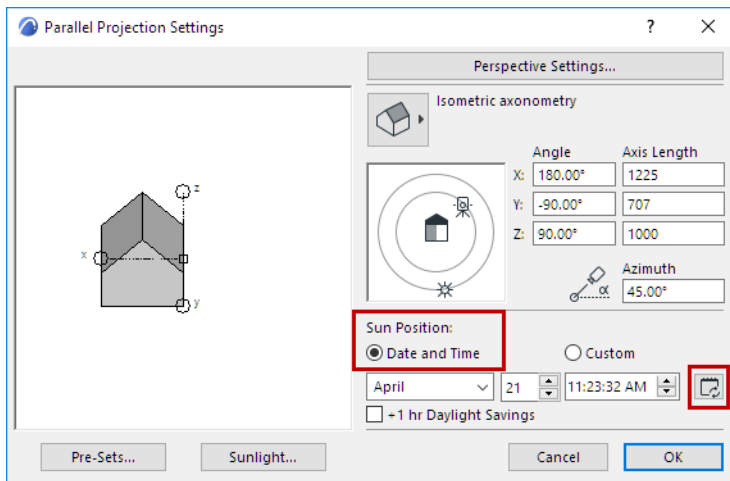 Parallel Projection Settings
?
Perspective Settings...
Isometric axonometry
Angle Axis Length
X: 180.00° 1225
Y: -90.00° 707
Z: 90.00° 1000
z
x
y
Azimuth
α 45.00°
Sun Position:
Date and Time Custom
April 21 11:23:32 AM
+1 hr Daylight Savings
Pre-Sets... Sunlight... Cancel OK